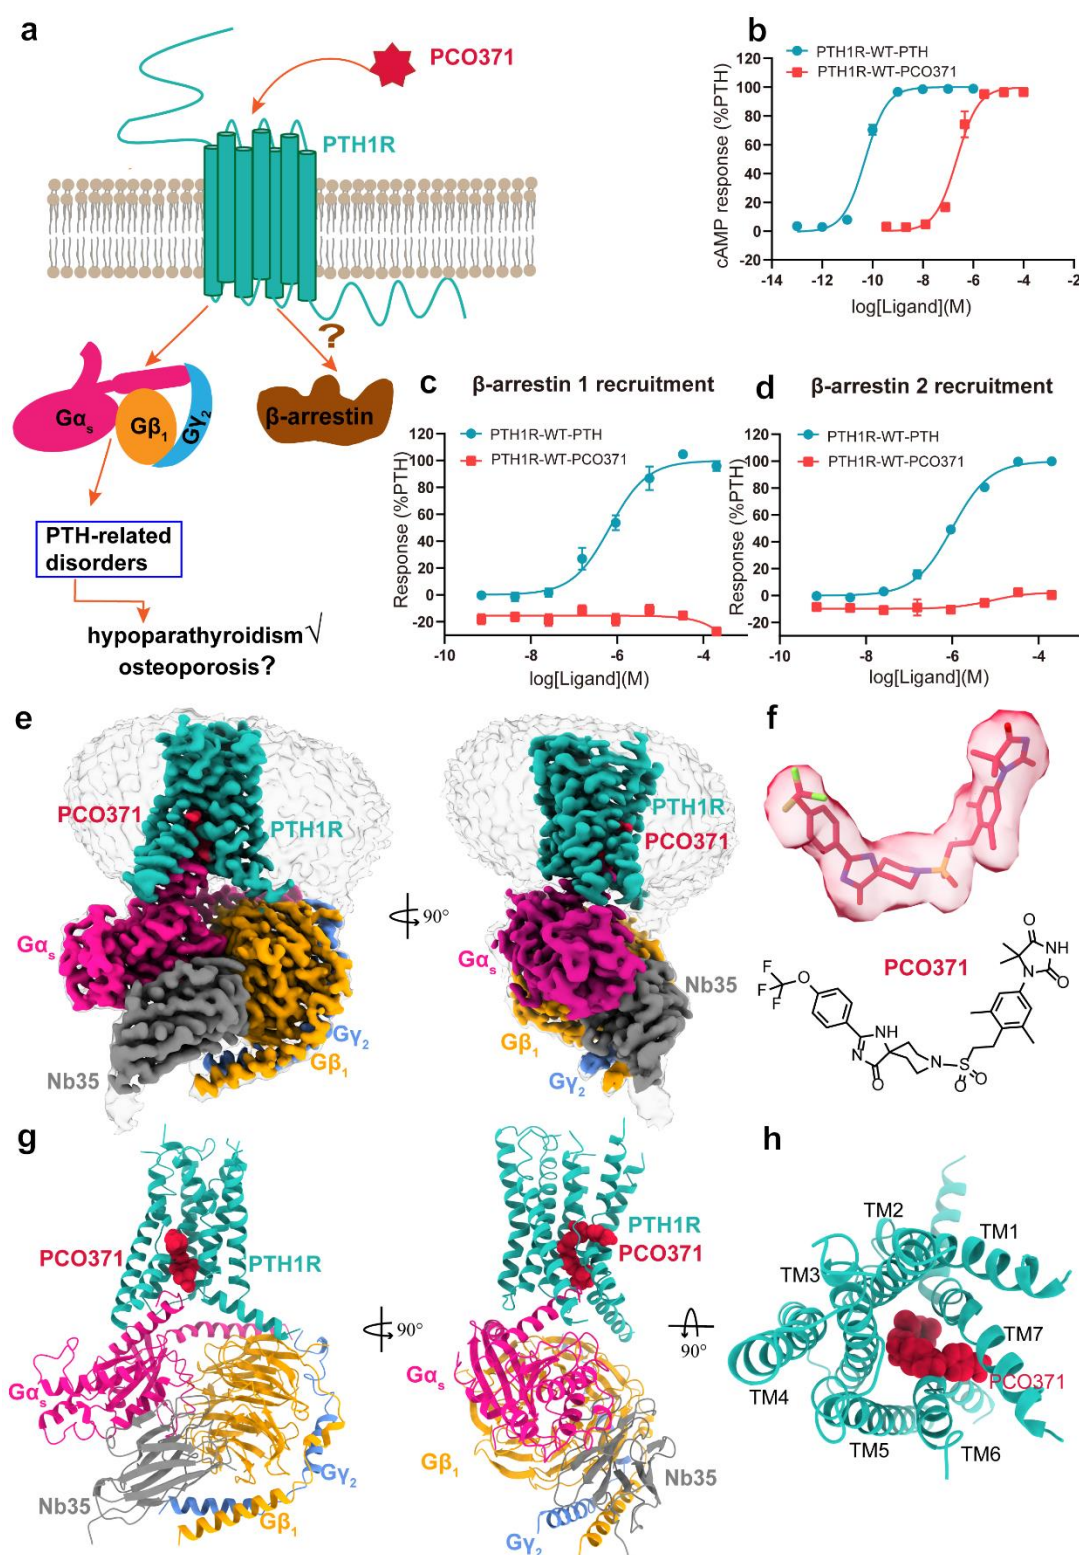 a
PCO371
PTH1R
?
Gαs
Gβ1
Gγ2
β-arrestin
PTH-related
disorders
hypoparathyroidism √
osteoporosis?
b
PTH1R-WT-PTH
PTH1R-WT-PCO371
cAMP response (%PTH)
120
100
80
60
40
20
0
-20
-14
-12
-10
-8
-6
-4
-2
log[Ligand](M)
c
β-arrestin 1 recruitment
PTH1R-WT-PTH
PTH1R-WT-PCO371
Response (%PTH)
120
100
80
60
40
20
0
-20
-10
-8
-6
-4
log[Ligand](M)
d
β-arrestin 2 recruitment
PTH1R-WT-PTH
PTH1R-WT-PCO371
Response (%PTH)
120
100
80
60
40
20
0
-20
-10
-8
-6
-4
log[Ligand](M)
e
PCO371
PTH1R
Gαs
Nb35
Gγ2
Gβ1
90°
PTH1R
PCO371
Gαs
Nb35
Gβ1
Gγ2
f
PCO371
O
NH
O
N
F
F
F
O
H
N
N
O
N
S
O
O
g
PCO371
PTH1R
Gαs
Nb35
Gγ2
Gβ1
90°
PTH1R
PCO371
Gαs
Gβ1
Nb35
Gγ2
90°
h
TM2
TM1
TM3
TM7
PCO371
TM4
TM5
TM6